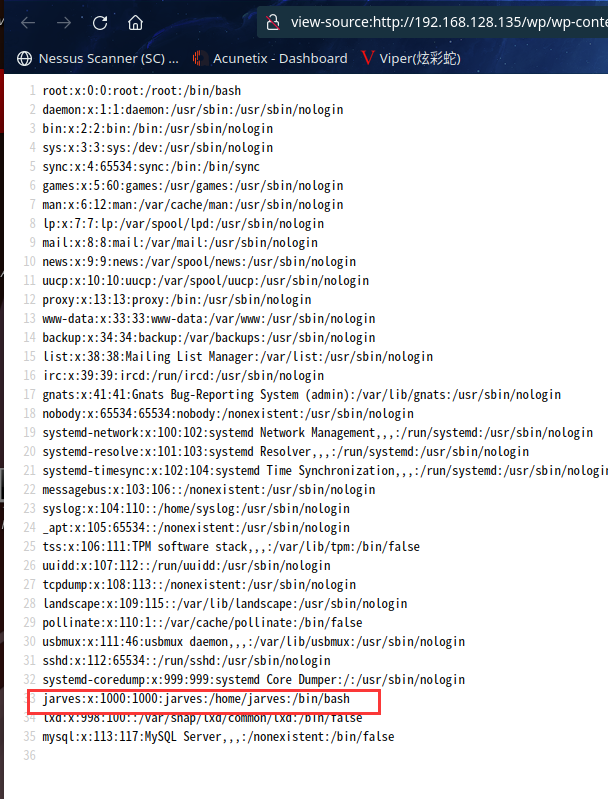 view-source:http://192.168.128.135/wp/wp-conte
Nessus Scanner (SC) ... Acunetix - Dashboard Viper(炫彩蛇)
1 root:x:0:0:root:/root:/bin/bash
2 daemon:x:1:1:daemon:/usr/sbin:/usr/sbin/nologin
3 bin:x:2:2:bin:/bin:/usr/sbin/nologin
4 sys:x:3:3:sys:/dev:/usr/sbin/nologin
5 sync:x:4:65534:sync:/bin:/bin/sync
6 games:x:5:60:games:/usr/games:/usr/sbin/nologin
7 man:x:6:12:man:/var/cache/man:/usr/sbin/nologin
8 lp:x:7:7:lp:/var/spool/lpd:/usr/sbin/nologin
9 mail:x:8:8:mail:/var/mail:/usr/sbin/nologin
10 news:x:9:9:news:/var/spool/news:/usr/sbin/nologin
11 uucp:x:10:10:uucp:/var/spool/uucp:/usr/sbin/nologin
12 proxy:x:13:13:proxy:/bin:/usr/sbin/nologin
13 www-data:x:33:33:www-data:/var/www:/usr/sbin/nologin
14 backup:x:34:34:backup:/var/backups:/usr/sbin/nologin
15 list:x:38:38:Mailing List Manager:/var/list:/usr/sbin/nologin
16 irc:x:39:39:ircd:/run/ircd:/usr/sbin/nologin
17 gnats:x:41:41:Gnats Bug-Reporting System (admin):/var/lib/gnats:/usr/sbin/nologin
18 nobody:x:65534:65534:nobody:/nonexistent:/usr/sbin/nologin
19 systemd-network:x:100:102:systemd Network Management,,,:/run/systemd:/usr/sbin/nologin
20 systemd-resolve:x:101:103:systemd Resolver,,,:/run/systemd:/usr/sbin/nologin
21 systemd-timesync:x:102:104:systemd Time Synchronization,,,:/run/systemd:/usr/sbin/nologin
22 messagebus:x:103:106::/nonexistent:/usr/sbin/nologin
23 syslog:x:104:110::/home/syslog:/usr/sbin/nologin
24 _apt:x:105:65534::/nonexistent:/usr/sbin/nologin
25 tss:x:106:111:TPM software stack,,,:/var/lib/tpm:/bin/false
26 uuidd:x:107:112::/run/uuidd:/usr/sbin/nologin
27 tcpdump:x:108:113::/nonexistent:/usr/sbin/nologin
28 landscape:x:109:115::/var/lib/landscape:/usr/sbin/nologin
29 pollinate:x:110:1::/var/cache/pollinate:/bin/false
30 usbmux:x:111:46:usbmux daemon,,,:/var/lib/usbmux:/usr/sbin/nologin
31 sshd:x:112:65534::/run/sshd:/usr/sbin/nologin
32 systemd-coredump:x:999:999:systemd Core Dumper:/:/usr/sbin/nologin
33 jarves:x:1000:1000:jarves:/home/jarves:/bin/bash
34 lxd:x:998:100::/var/snap/lxd/common/lxd:/bin/false
35 mysql:x:113:117:MySQL Server,,,:/nonexistent:/bin/false
36